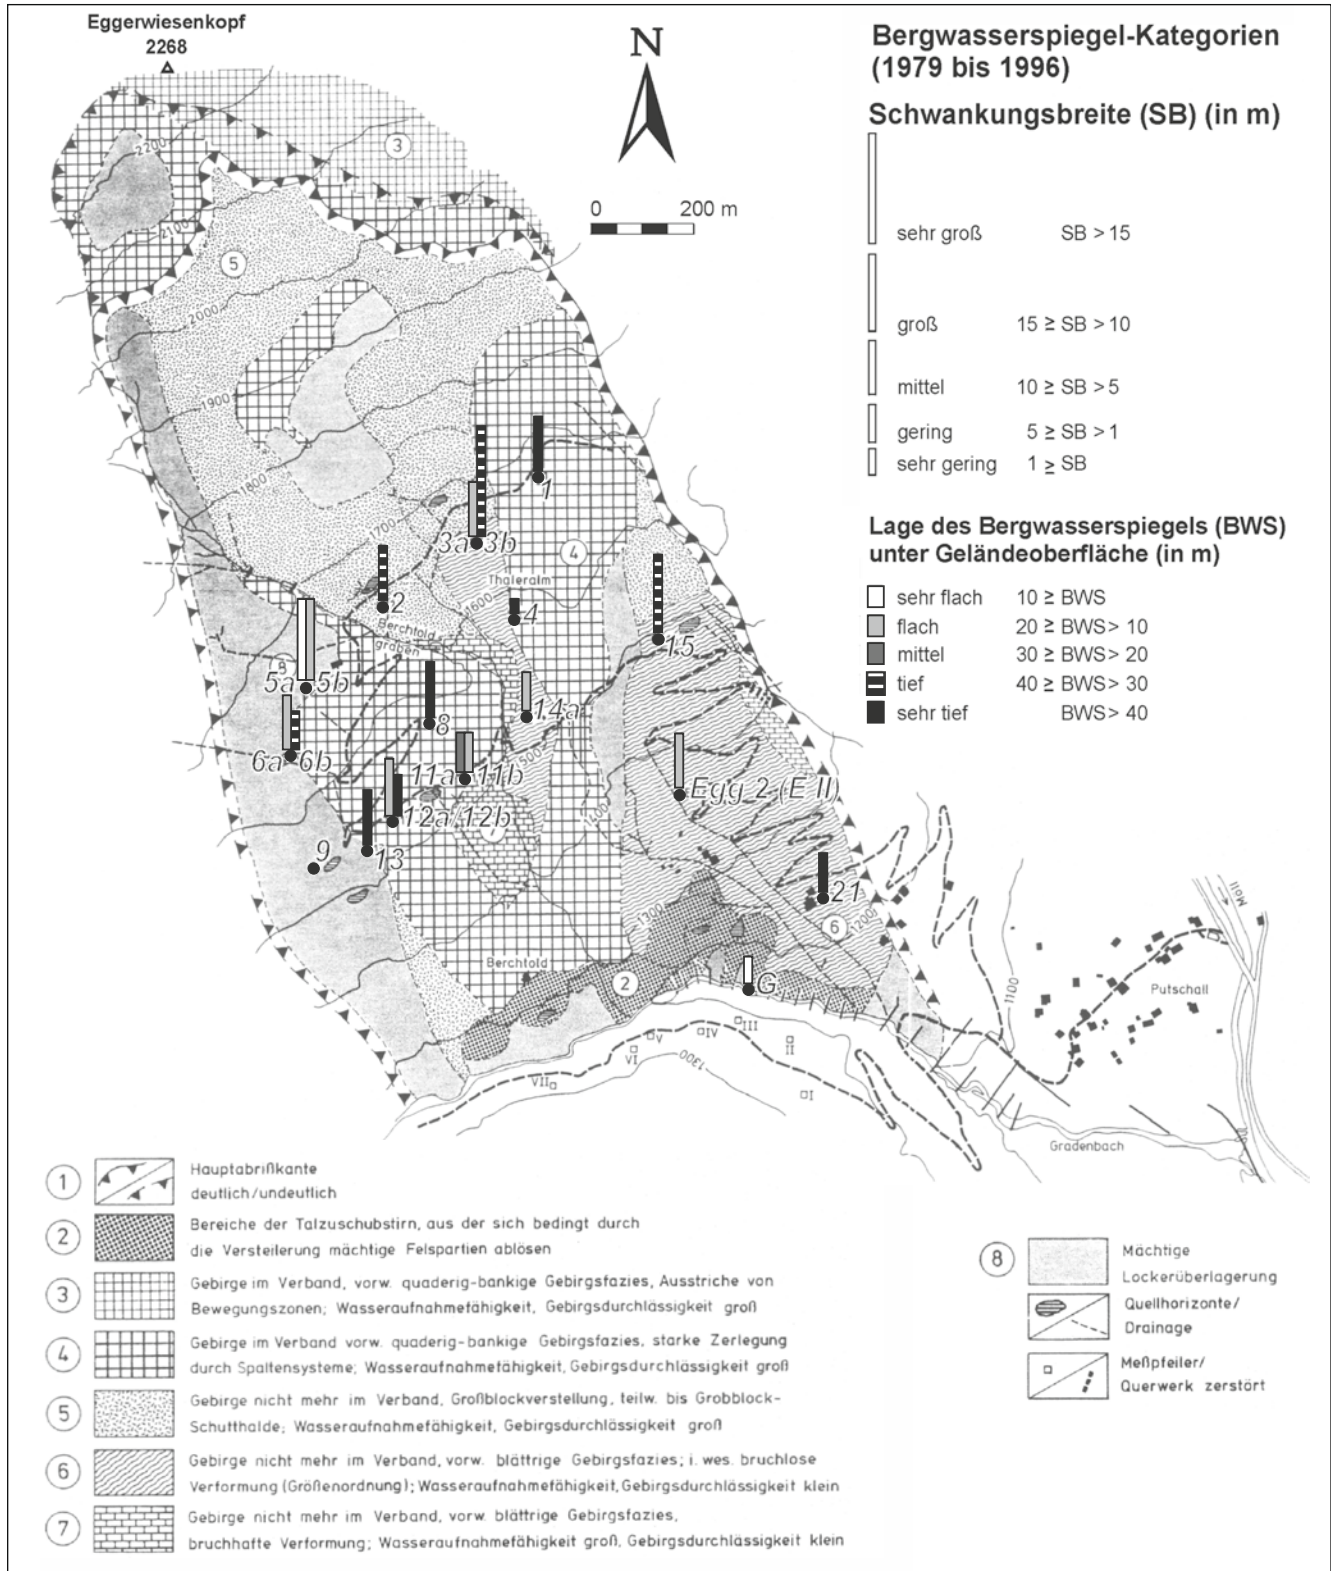 Eggerwiesenkopf
2268
N
0 200 m
Bergwasserspiegel-Kategorien
(1979 bis 1996)
Schwankungsbreite (SB) (in m)
sehr groß SB > 15
groß 15 ≥ SB > 10
mittel 10 ≥ SB > 5
gering 5 ≥ SB > 1
sehr gering 1 ≥ SB
Lage des Bergwasserspiegels (BWS)
unter Geländeoberfläche (in m)
sehr flach 10 ≥ BWS
flach 20 ≥ BWS > 10
mittel 30 ≥ BWS > 20
tief 40 ≥ BWS > 30
sehr tief BWS > 40
3
2200
2100
5
2000
1900
1800
1700
1
3a 3b
4
Thaleralm
1600
2
4
Berchtold
graben
15
8
5a 5b
14a
8
6a 6b
1500
11a 11b
Egg 2 (E II)
1400
12a/12b
7
13
9
21
1300
6
1200
Berchtold
2
G
Möll
Putschall
1100
III
IV
V
VI
II
VII
1300
I
Gradenbach
1 Hauptabrißkante
deutlich/undeutlich
2 Bereiche der Talzuschubstirn, aus der sich bedingt durch
die Versteilerung mächtige Felspartien ablösen
3 Gebirge im Verband, vorw. quaderig-bankige Gebirgsfazies, Ausstriche von
Bewegungszonen; Wasseraufnahmefähigkeit, Gebirgsdurchlässigkeit groß
4 Gebirge im Verband vorw. quaderig-bankige Gebirgsfazies, starke Zerlegung
durch Spaltensysteme; Wasseraufnahmefähigkeit, Gebirgsdurchlässigkeit groß
5 Gebirge nicht mehr im Verband, Großblockverstellung, teilw. bis Grobblock-
Schutthalde; Wasseraufnahmefähigkeit, Gebirgsdurchlässigkeit groß
6 Gebirge nicht mehr im Verband, vorw. blättrige Gebirgsfazies; i. wes. bruchlose
Verformung (Größenordnung); Wasseraufnahmefähigkeit, Gebirgsdurchlässigkeit klein
7 Gebirge nicht mehr im Verband, vorw. blättrige Gebirgsfazies,
bruchhafte Verformung; Wasseraufnahmefähigkeit groß, Gebirgsdurchlässigkeit klein
8 Mächtige
Lockerüberlagerung
Quellhorizonte/
Drainage
Meßpfeiler/
Querwerk zerstört